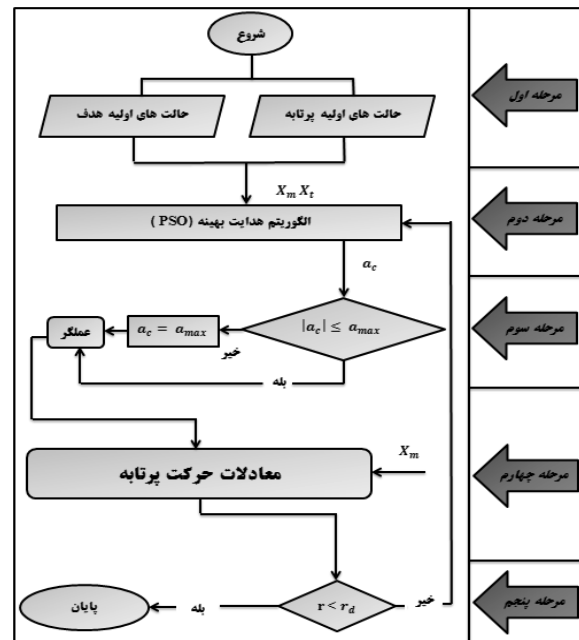 شروع
مرحله اول
حالت های اولیه پرتابه
حالت های اولیه هدف
X_m X_t
الگوریتم هدایت بهینه (PSO)
مرحله دوم
a_c
|a_c| ≤ a_max
خیر
a_c = a_max
عملگر
بله
مرحله سوم
X_m
معادلات حرکت پرتابه
مرحله چهارم
r < r_d
خیر
بله
پایان
مرحله پنجم